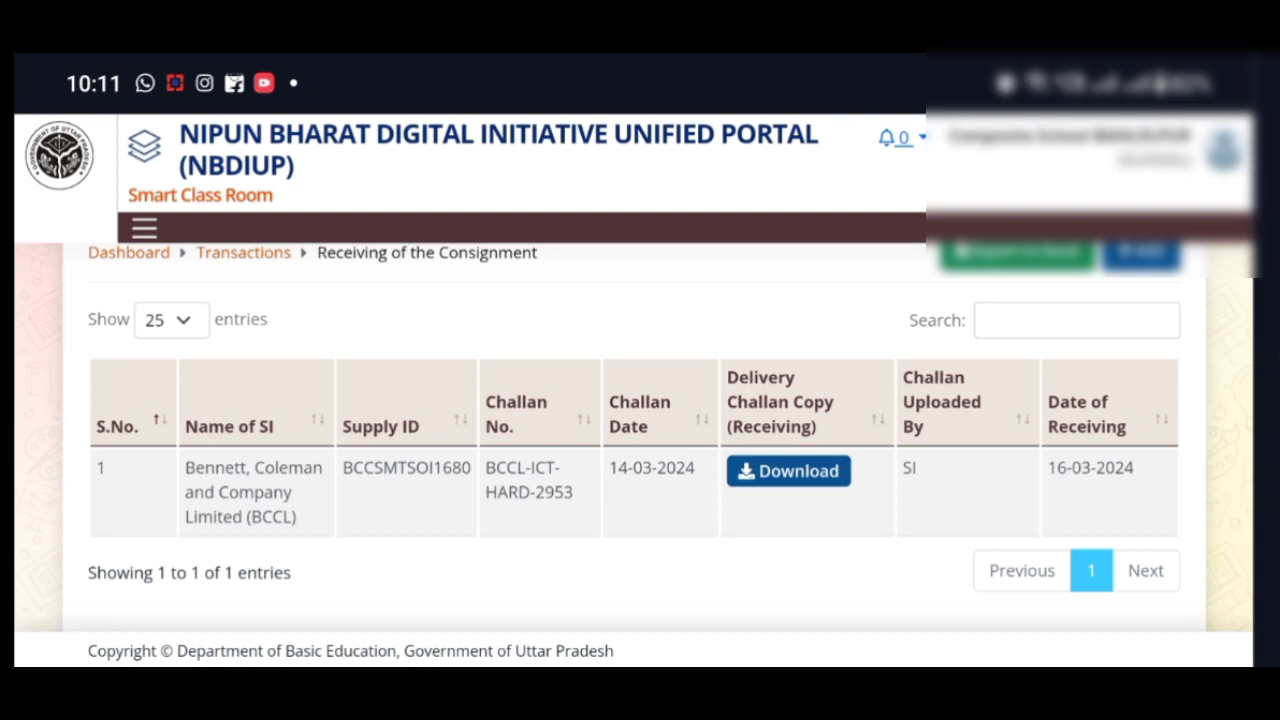 10:11
NIPUN BHARAT DIGITAL INITIATIVE UNIFIED PORTAL
(NBDIUP)
0
Smart Class Room
Dashboard
Transactions
Receiving of the Consignment
Show 25 entries
Search:
S.No.
Name of SI
Supply ID
Challan
No.
Challan
Date
Delivery
Challan Copy
(Receiving)
Challan
Uploaded
By
Date of
Receiving
1
Bennett, Coleman
and Company
Limited (BCCL)
BCCSMTSOI1680
BCCL-ICT-
HARD-2953
14-03-2024
Download
SI
16-03-2024
Showing 1 to 1 of 1 entries
Previous
1
Next
Copyright © Department of Basic Education, Government of Uttar Pradesh